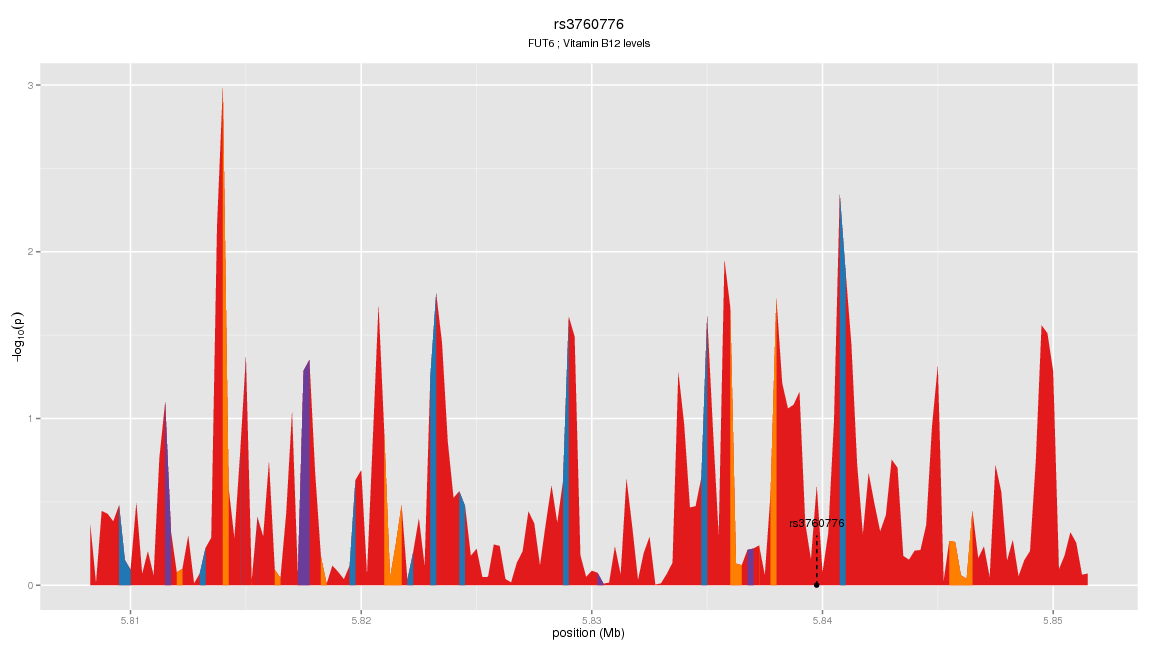 rs3760776
FUT6 ; Vitamin B12 levels
3
2
1
0
−log10(p)
rs3760776
5.81 5.82 5.83 5.84 5.85
position (Mb)